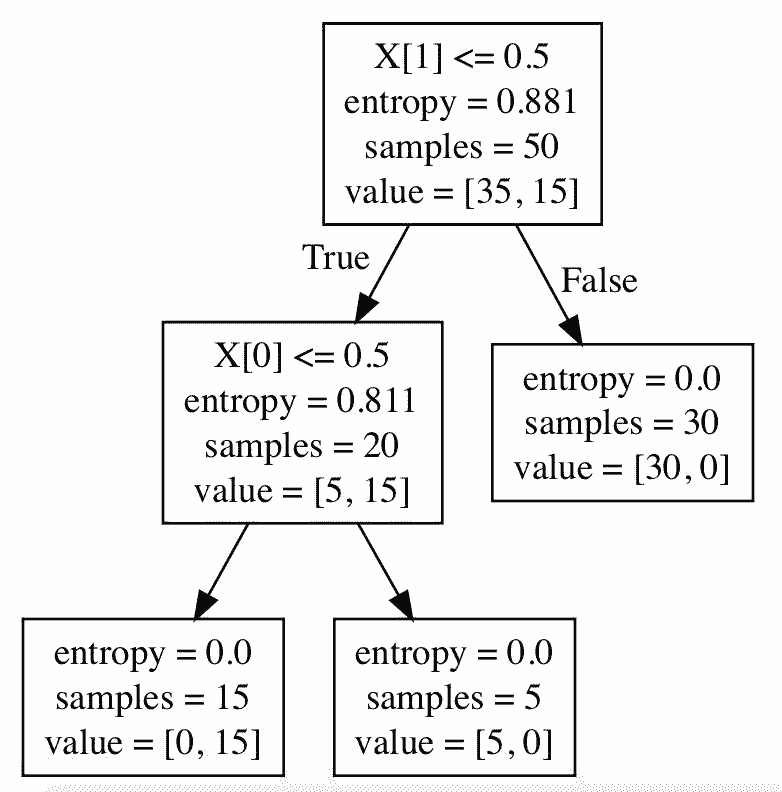 X[1] <= 0.5
entropy = 0.881
samples = 50
value = [35, 15]
True
False
X[0] <= 0.5
entropy = 0.811
samples = 20
value = [5, 15]
entropy = 0.0
samples = 30
value = [30, 0]
entropy = 0.0
samples = 15
value = [0, 15]
entropy = 0.0
samples = 5
value = [5, 0]